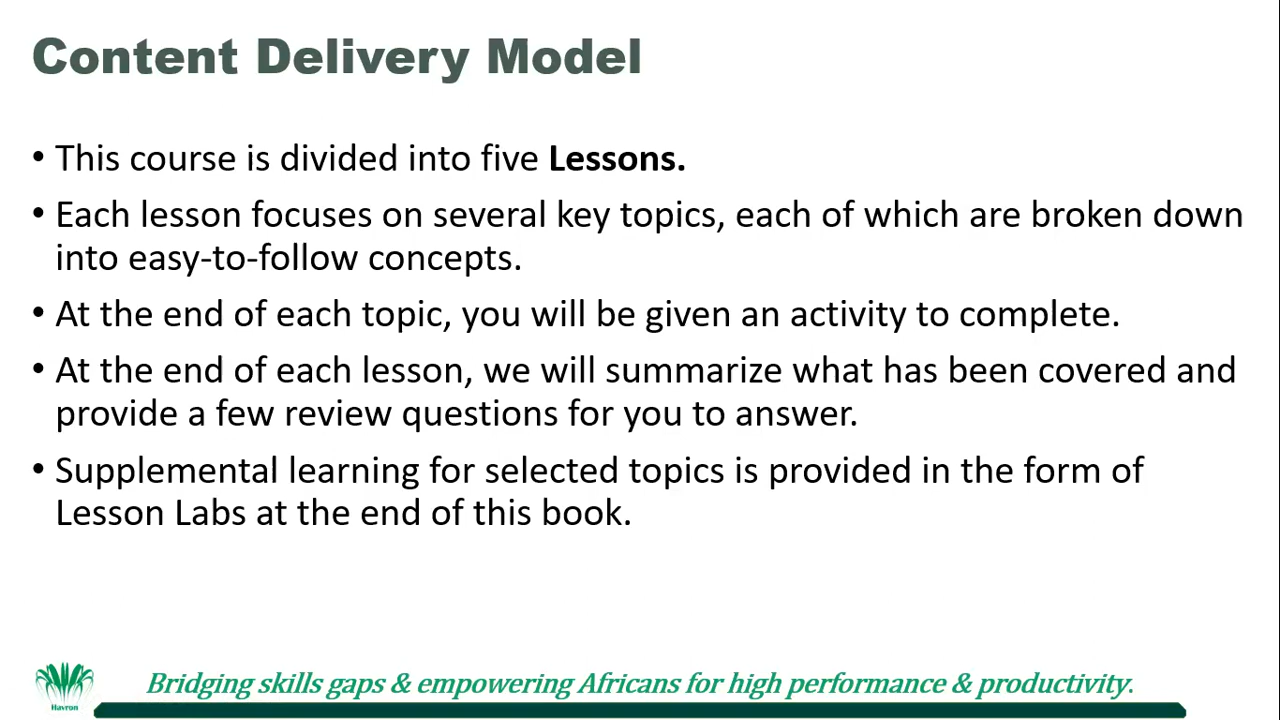 Content Delivery Model
• This course is divided into five Lessons.
• Each lesson focuses on several key topics, each of which are broken down
into easy-to-follow concepts.
• At the end of each topic, you will be given an activity to complete.
• At the end of each lesson, we will summarize what has been covered and
provide a few review questions for you to answer.
• Supplemental learning for selected topics is provided in the form of
Lesson Labs at the end of this book.
Bridging skills gaps & empowering Africans for high performance & productivity.
Havron